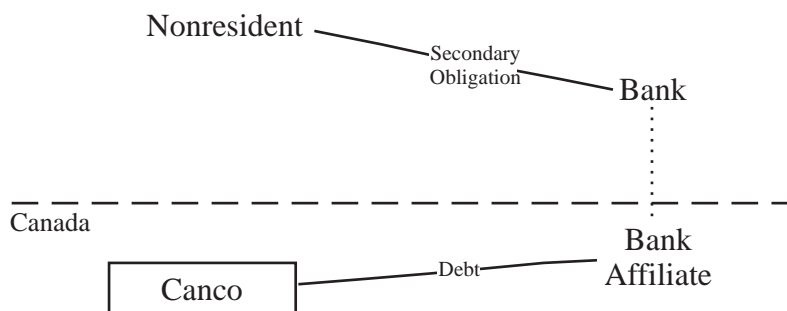 Nonresident
Secondary
Obligation
Bank
Canada
Bank
Affiliate
Debt
Canco